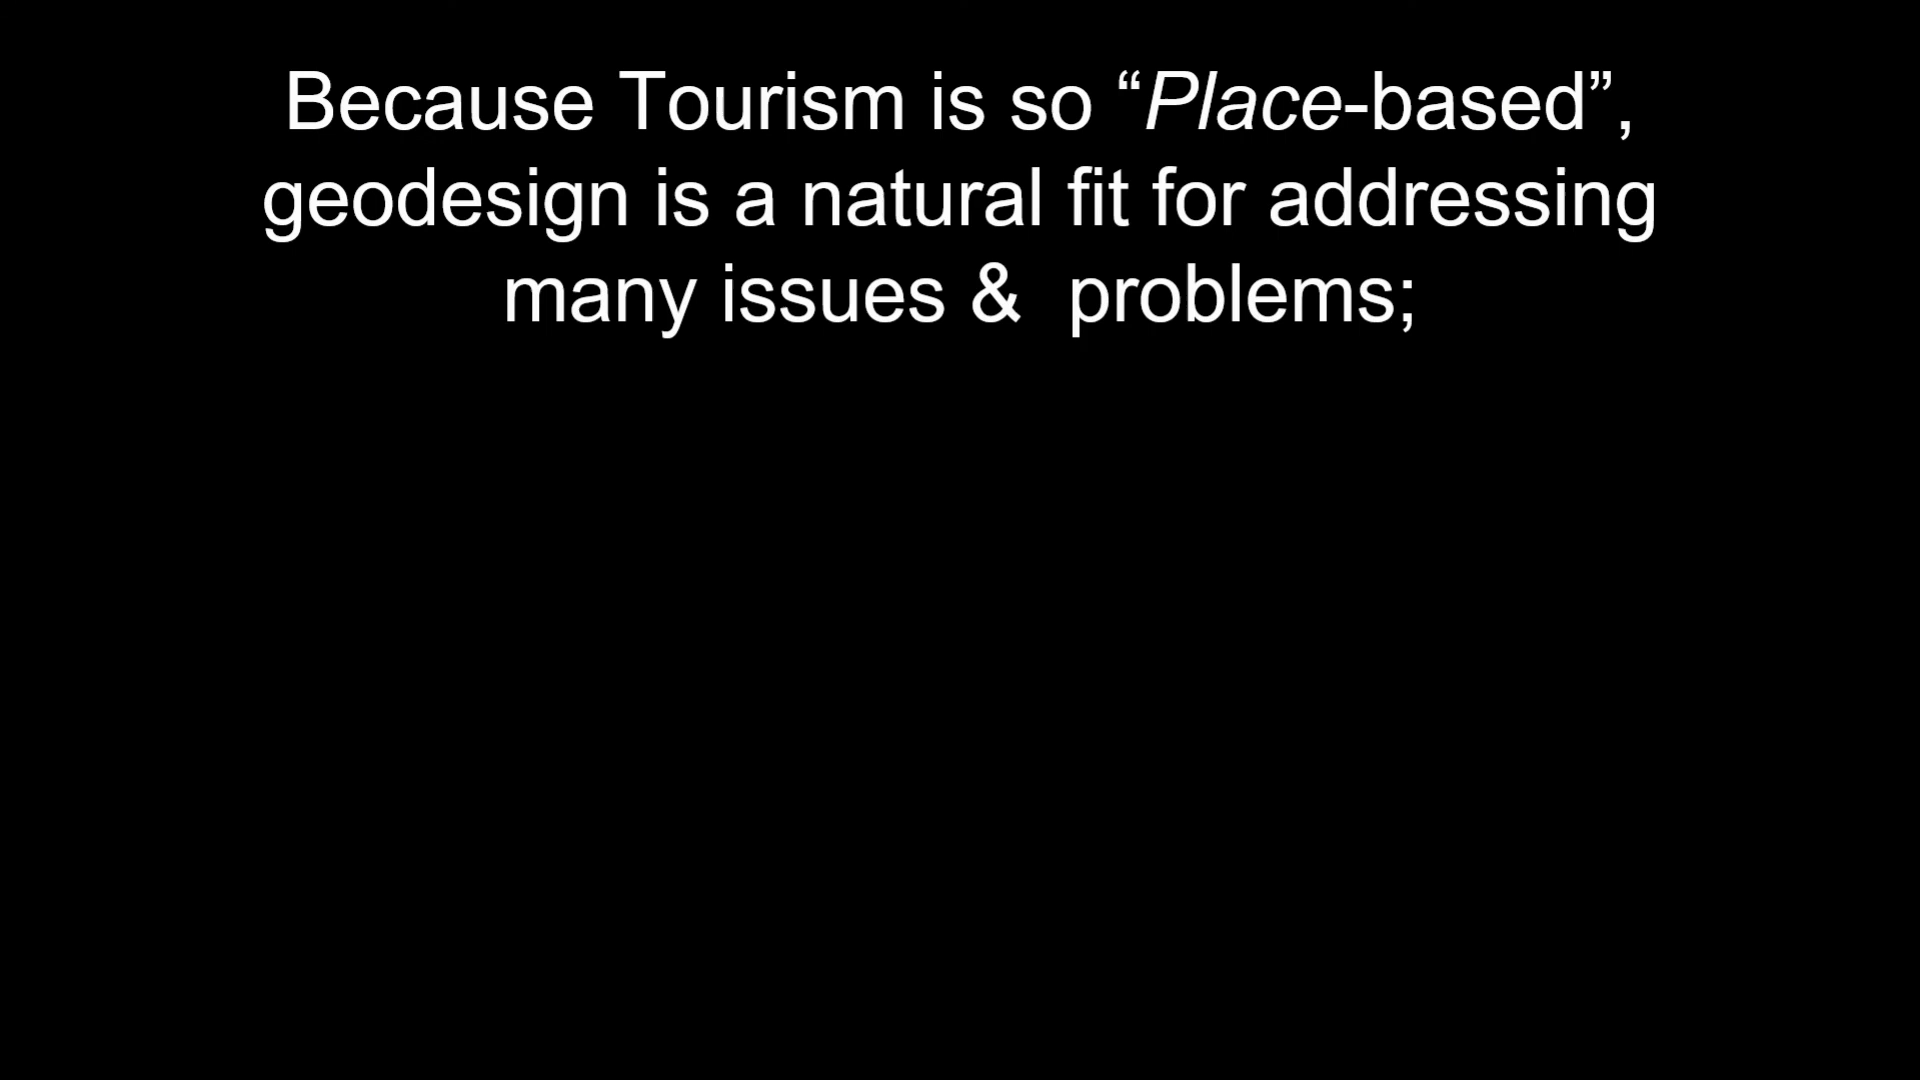 Because Tourism is so “Place-based”,
geodesign is a natural fit for addressing
many issues &  problems;